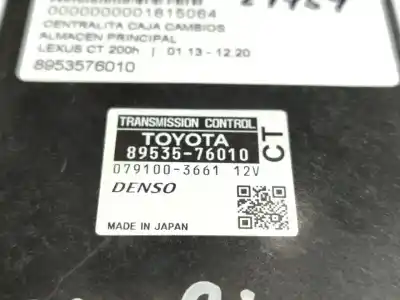 0000000001815064
CENTRALITA CAJA CAMBIOS
ALMACEN PRINCIPAL
LEXUS CT 200h | 01 13 - 12.20
8953576010
TRANSMISSION CONTROL
TOYOTA
89535-76010
079100-3661 12V
CT
DENSO
MADE IN JAPAN